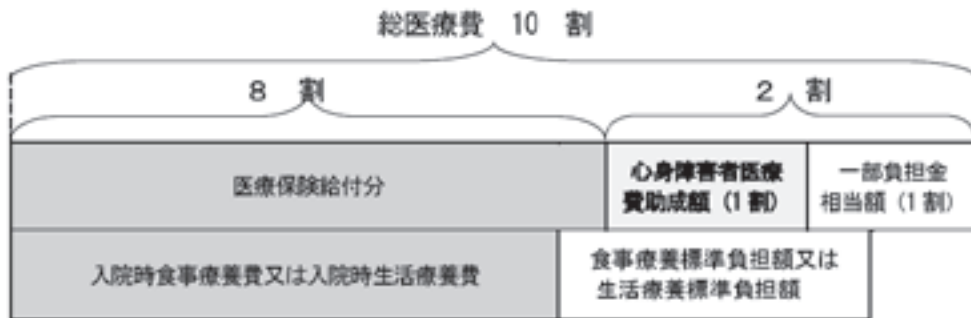 総医療費 10 割
8 割
2 割
医療保険給付分
心身障害者医療
費助成額（1割）
一部負担金
相当額（1割）
入院時食事療養費又は入院時生活療養費
食事療養標準負担額又は
生活療養標準負担額